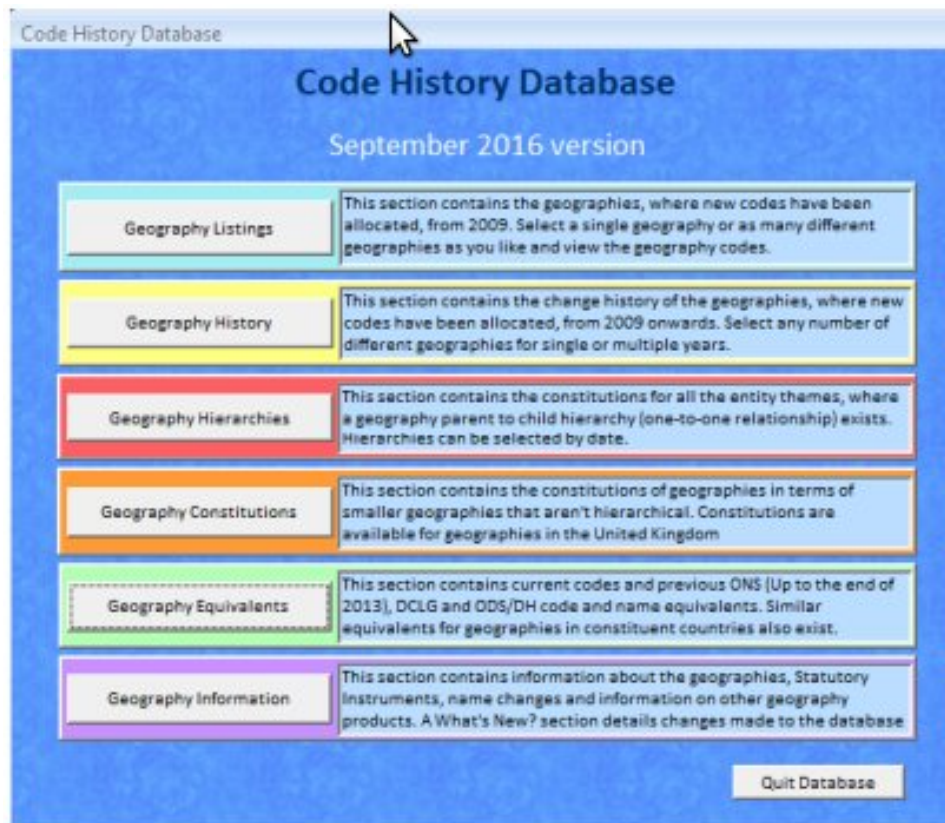 Code History Database
Code History Database
September 2016 version
Geography Listings
This section contains the geographies, where new codes have been
allocated, from 2009. Select a single geography or as many different
geographies as you like and view the geography codes.
Geography History
This section contains the change history of the geographies, where new
codes have been allocated, from 2009 onwards. Select any number of
different geographies for single or multiple years.
Geography Hierarchies
This section contains the constitutions for all the entity themes, where
a geography parent to child hierarchy (one-to-one relationship) exists.
Hierarchies can be selected by date.
Geography Constitutions
This section contains the constitutions of geographies in terms of
smaller geographies that aren't hierarchical. Constitutions are
available for geographies in the United Kingdom
Geography Equivalents
This section contains current codes and previous ONS (Up to the end of
2013), DCLG and ODS/DH code and name equivalents. Similar
equivalents for geographies in constituent countries also exist.
Geography Information
This section contains information about the geographies, Statutory
Instruments, name changes and information on other geography
products. A What's New? section details changes made to the database
Quit Database